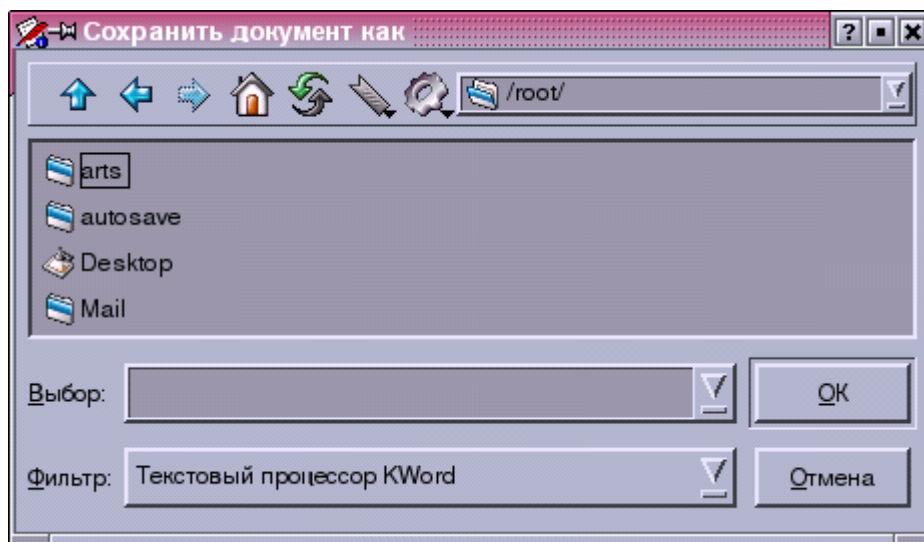 Сохранить документ как
/root/
arts
autosave
Desktop
Mail
Выбор:
OK
Фильтр: Текстовый процессор KWord
Отмена